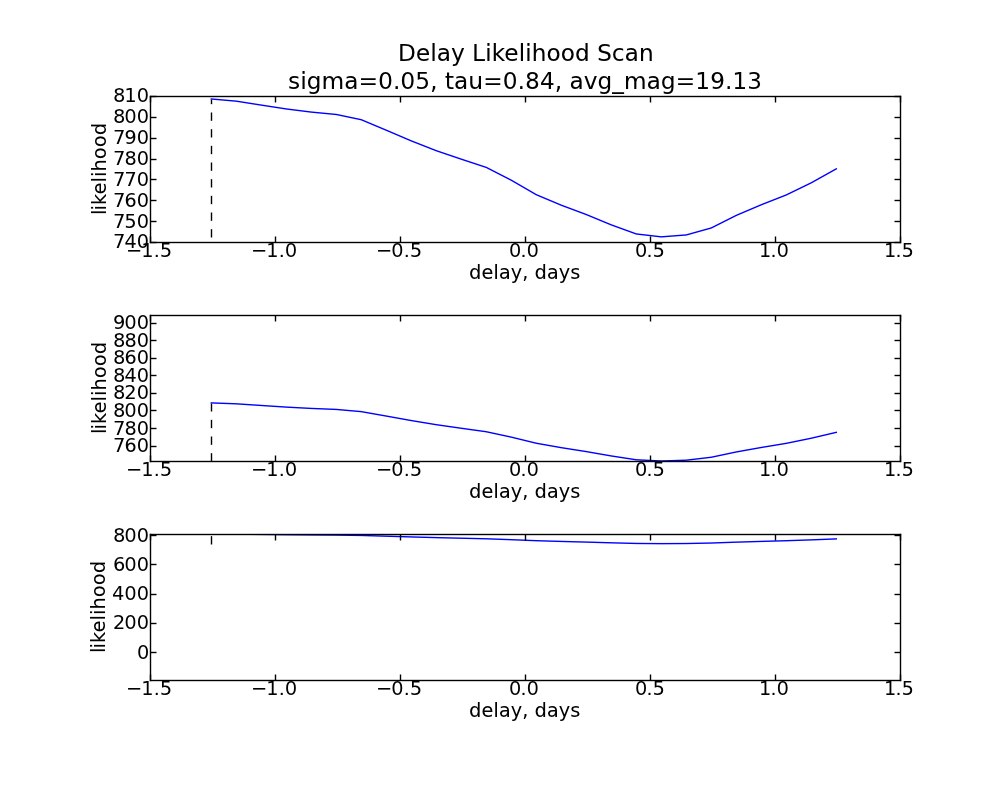 Delay Likelihood Scan
sigma=0.05, tau=0.84, avg_mag=19.13
810
800
790
780
770
760
750
740
likelihood
−1.5 −1.0 −0.5 0.0 0.5 1.0 1.5
delay, days
900
880
860
840
820
800
780
760
likelihood
−1.5 −1.0 −0.5 0.0 0.5 1.0 1.5
delay, days
800
600
400
200
0
likelihood
−1.5 −1.0 −0.5 0.0 0.5 1.0 1.5
delay, days